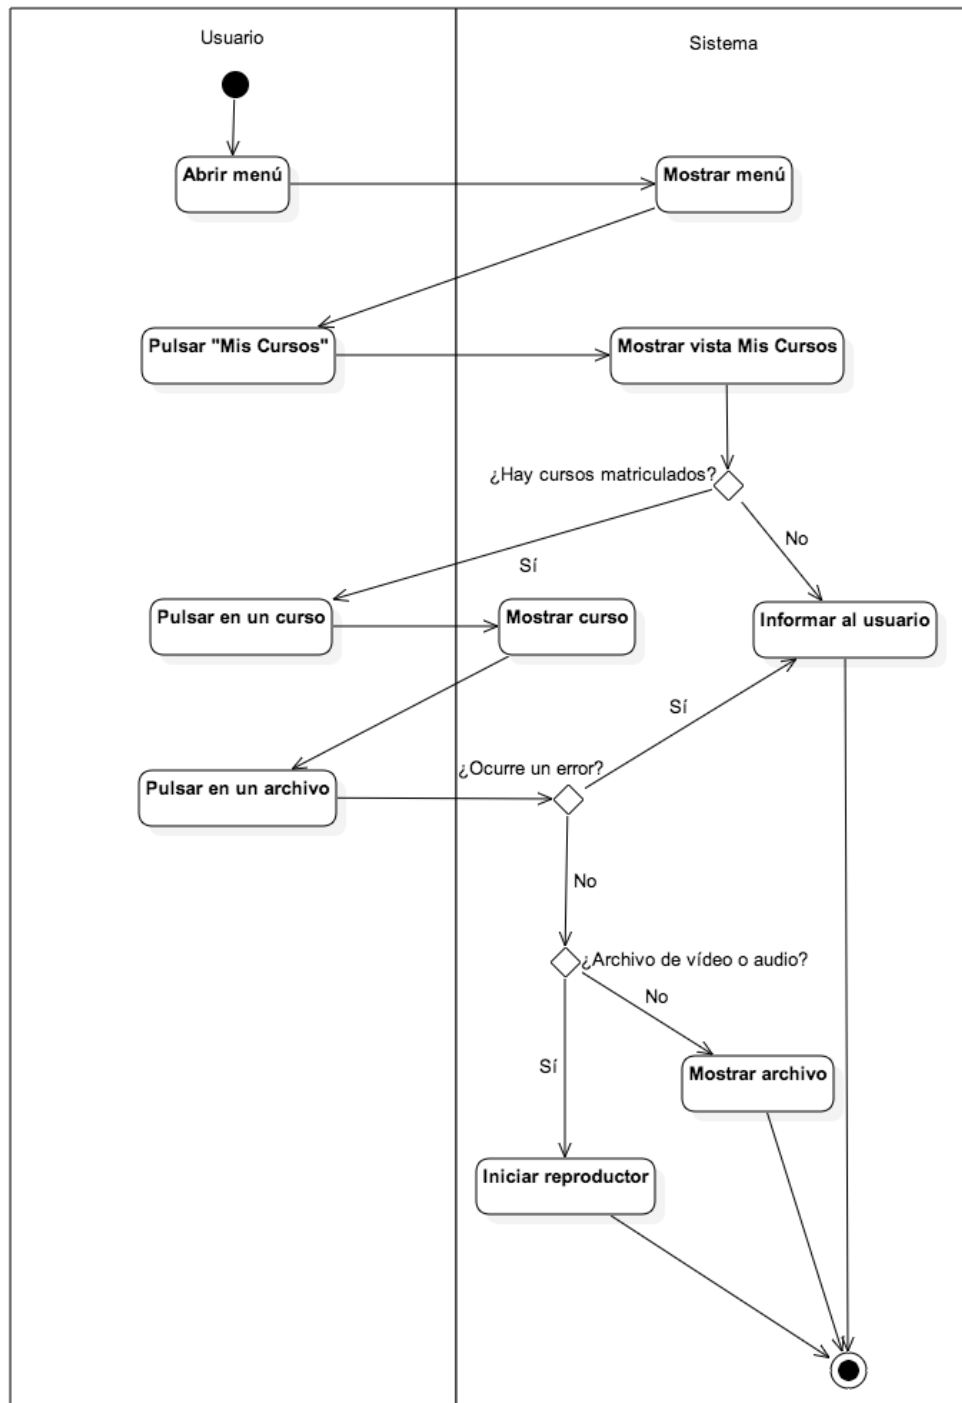 Usuario
Sistema
Abrir menú
Mostrar menú
Pulsar "Mis Cursos"
Mostrar vista Mis Cursos
¿Hay cursos matriculados?
No
Sí
Pulsar en un curso
Mostrar curso
Informar al usuario
Sí
¿Ocurre un error?
Pulsar en un archivo
No
¿Archivo de vídeo o audio?
No
Sí
Mostrar archivo
Iniciar reproductor